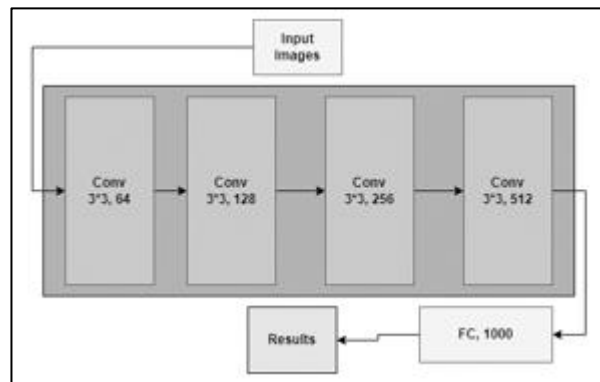 Input
Images
Conv
3*3, 64
Conv
3*3, 128
Conv
3*3, 256
Conv
3*3, 512
FC, 1000
Results